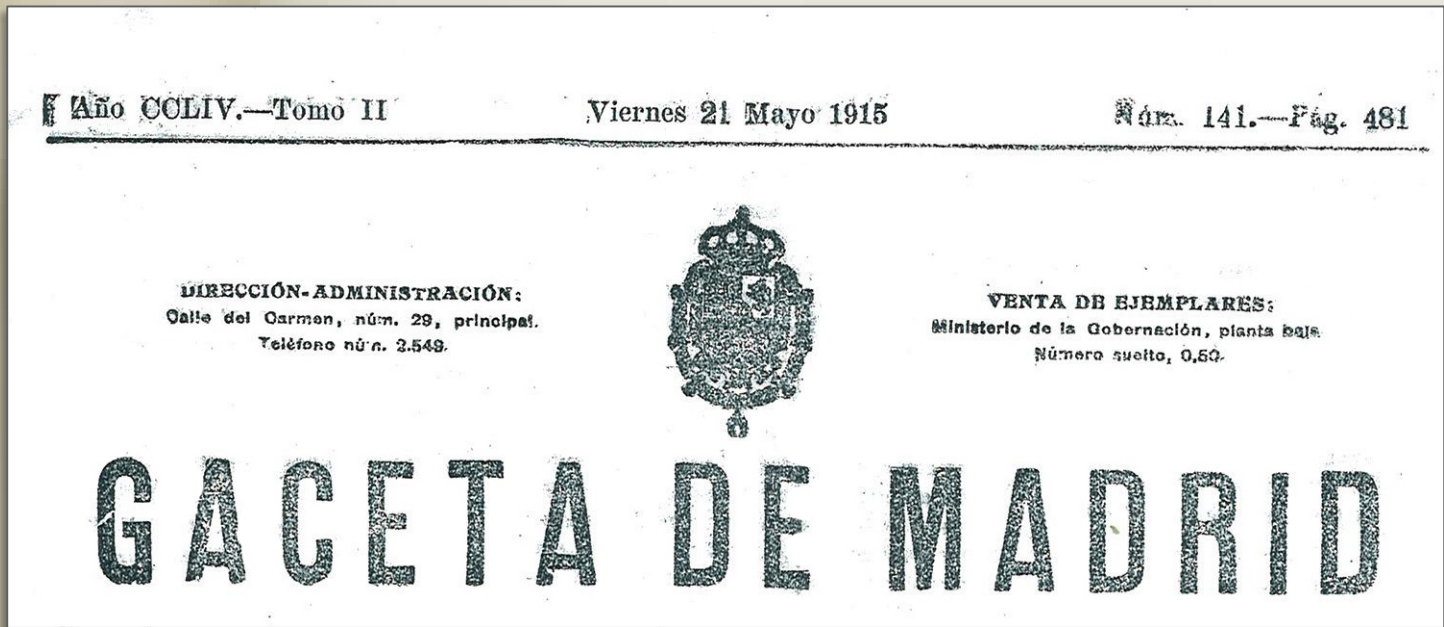 Año CCLIV.—Tomo II Viernes 21 Mayo 1915 Núm. 141.—Pág. 481
DIRECCIÓN-ADMINISTRACIÓN:
Calle del Carmen, núm. 29, principal.
Teléfono núm. 2.549.
VENTA DE EJEMPLARES:
Ministerio de la Gobernación, planta baja.
Número suelto, 0,50.
GACETA DE MADRID